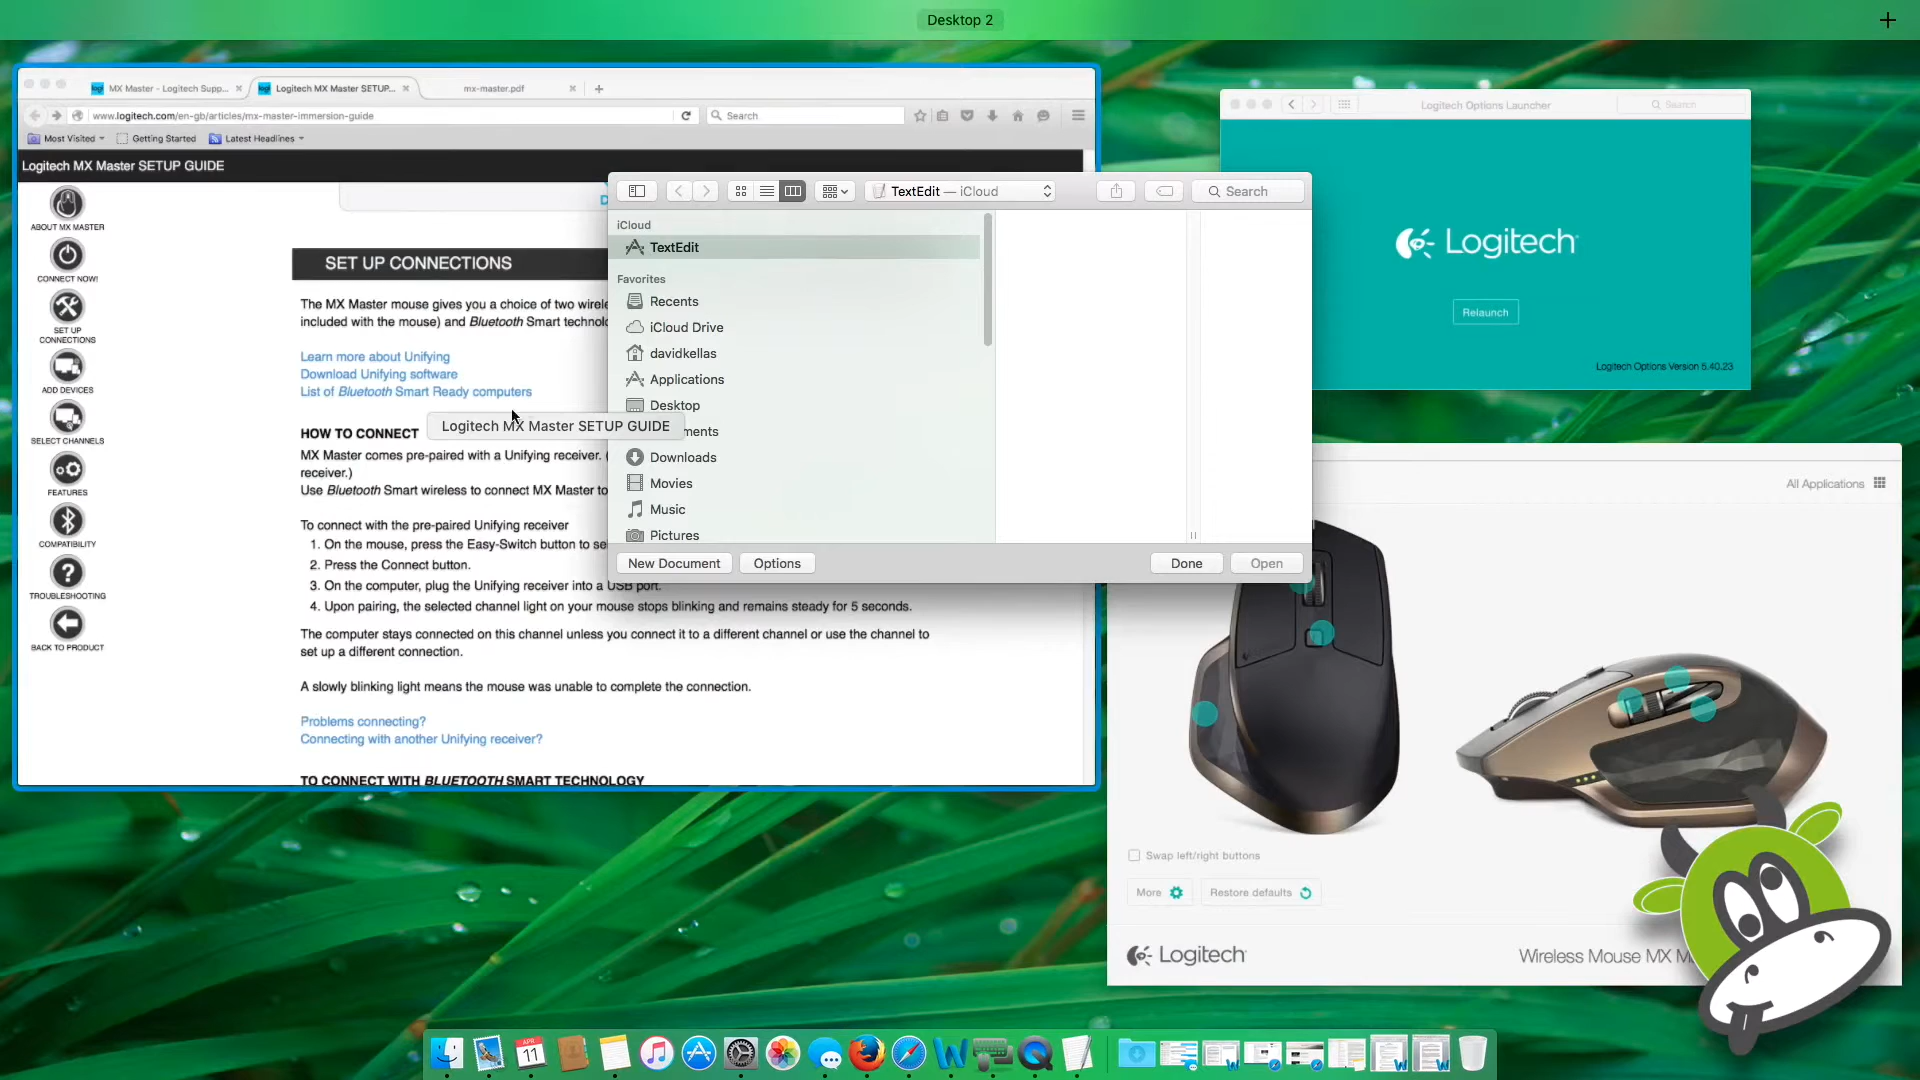 Desktop 2
MX Master - Logitech Supp...
Logitech MX Master SETUP...
mx-master.pdf
www.logitech.com/en-gb/articles/mx-master-immersion-guide
Search
Most Visited
Getting Started
Latest Headlines
Logitech MX Master SETUP GUIDE
ABOUT MX MASTER
CONNECT NOW!
SET UP
CONNECTIONS
ADD DEVICES
SELECT CHANNELS
FEATURES
COMPATIBILITY
TROUBLESHOOTING
BACK TO PRODUCT
SET UP CONNECTIONS
The MX Master mouse gives you a choice of two
included with the mouse) and Bluetooth Smart
Learn more about Unifying
Download Unifying software
List of Bluetooth Smart Ready computers
HOW TO CONNECT
Logitech MX Master SETUP GUIDE
MX Master comes pre-paired with a Unifying receiver. (
receiver.)
Use Bluetooth Smart wireless to connect MX Master to
To connect with the pre-paired Unifying receiver
1. On the mouse, press the Easy-Switch button to
2. Press the Connect button.
3. On the computer, plug the Unifying receiver into a USB port.
4. Upon pairing, the selected channel light on your mouse stops blinking and remains steady for 5 seconds.
The computer stays connected on this channel unless you connect it to a different channel or use the channel to
set up a different connection.
A slowly blinking light means the mouse was unable to complete the connection.
Problems connecting?
Connecting with another Unifying receiver?
TO CONNECT WITH BLUETOOTH SMART TECHNOLOGY
TextEdit — iCloud
Search
iCloud
TextEdit
Favorites
Recents
iCloud Drive
davidkellas
Applications
Desktop
ments
Downloads
Movies
Music
Pictures
New Document
Options
Done
Open
Logitech Options Launcher
Search
Logitech
Relaunch
Logitech Options Version 5.40.23
All Applications
Swap left/right buttons
More
Restore defaults
Logitech
Wireless Mouse MX
APR
11